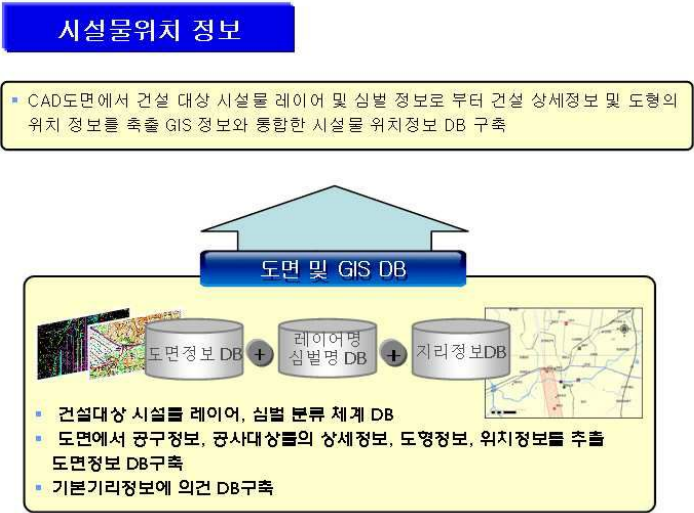 시설물위치 정보
▪ CAD도면에서 건설 대상 시설물 레이어 및 심벌 정보로 부터 건설 상세정보 및 도형의
위치 정보를 축출 GIS 정보와 통합한 시설물 위치정보 DB 구축
도면 및 GIS DB
도면정보 DB + 레이어명 심벌명 DB + 지리정보DB
▪ 건설대상 시설물 레이어, 심벌 분류 체계 DB
▪ 도면에서 공구정보, 공사대상물의 상세정보, 도형정보, 위치정보를 추출
도면정보 DB구축
▪ 기본기리정보에 의건 DB구축